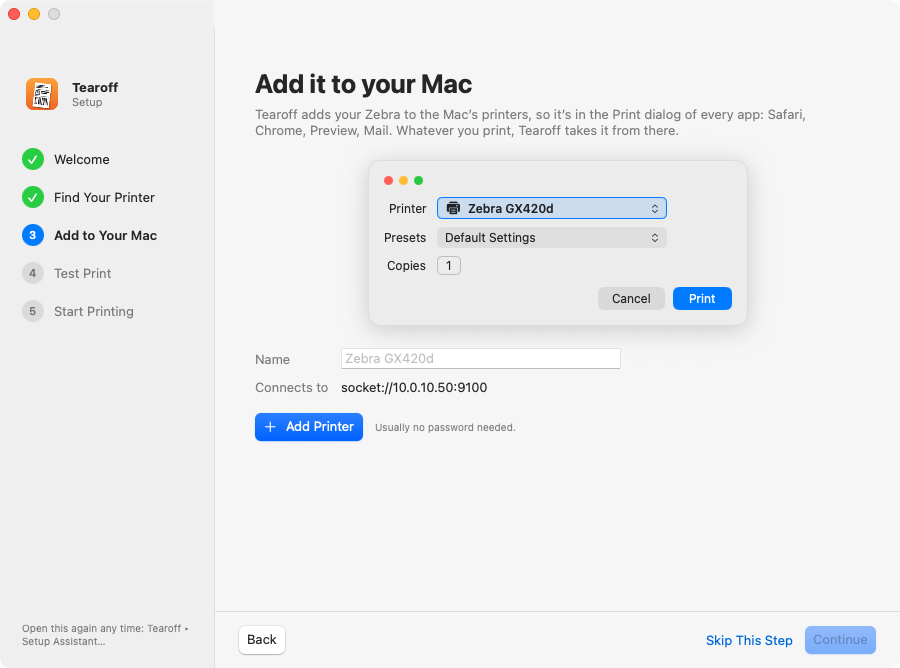 Tearoff
Setup
Welcome
Find Your Printer
3 Add to Your Mac
4 Test Print
5 Start Printing
Open this again any time: Tearoff ▸
Setup Assistant...
Add it to your Mac
Tearoff adds your Zebra to the Mac's printers, so it's in the Print dialog of every app: Safari,
Chrome, Preview, Mail. Whatever you print, Tearoff takes it from there.
Printer Zebra GX420d
Presets Default Settings
Copies 1
Cancel Print
Name Zebra GX420d
Connects to socket://10.0.10.50:9100
+ Add Printer Usually no password needed.
Back Skip This Step Continue